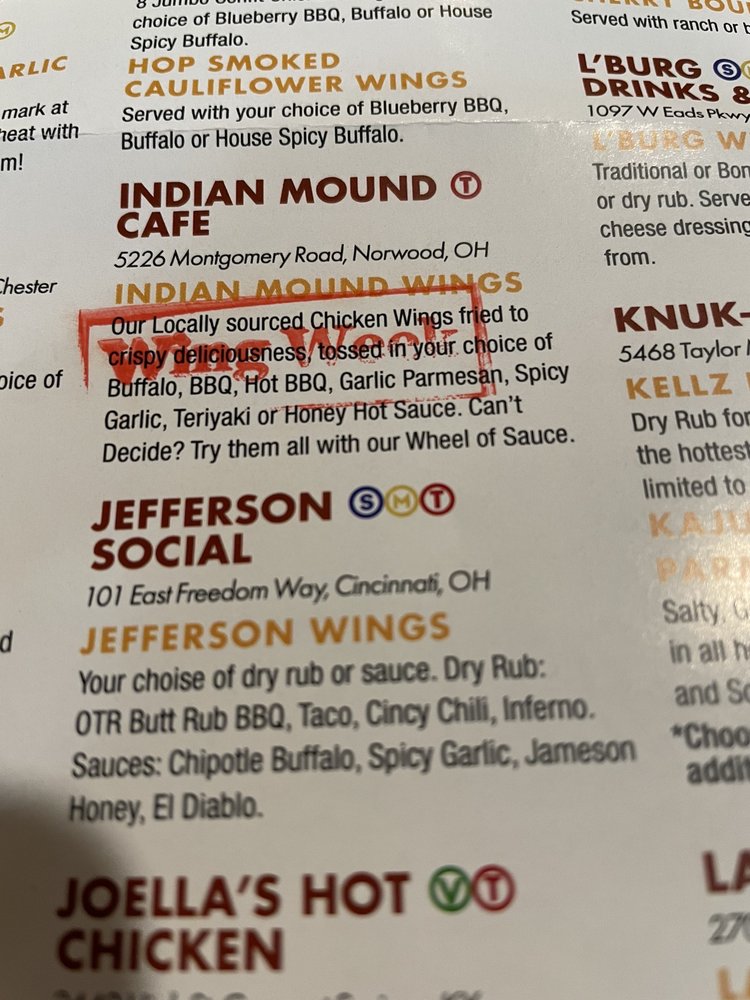 choice of Blueberry BBQ, Buffalo or House
Spicy Buffalo.
HOP SMOKED
CAULIFLOWER WINGS
Served with your choice of Blueberry BBQ,
Buffalo or House Spicy Buffalo.
INDIAN MOUND T
CAFE
5226 Montgomery Road, Norwood, OH
INDIAN MOUND WINGS
Our Locally sourced Chicken Wings fried to
crispy deliciousness, tossed in your choice of
Buffalo, BBQ, Hot BBQ, Garlic Parmesan, Spicy
Garlic, Teriyaki or Honey Hot Sauce. Can't
Decide? Try them all with our Wheel of Sauce.
Wing Week
JEFFERSON S M T
SOCIAL
101 East Freedom Way, Cincinnati, OH
JEFFERSON WINGS
Your choise of dry rub or sauce. Dry Rub:
OTR Butt Rub BBQ, Taco, Cincy Chili, Inferno.
Sauces: Chipotle Buffalo, Spicy Garlic, Jameson
Honey, El Diablo.
JOELLA'S HOT V T
CHICKEN
M
mark at
heat with
Chester
of
Served with ranch or
L'BURG S
DRINKS &
1097 W Eads Pkwy
L'BURG W
Traditional or
or dry rub.
cheese dressing
from.
KNUK-
5468 Taylor
KELLZ
Dry Rub for
the hottest
limited to
Salty,
in all
and